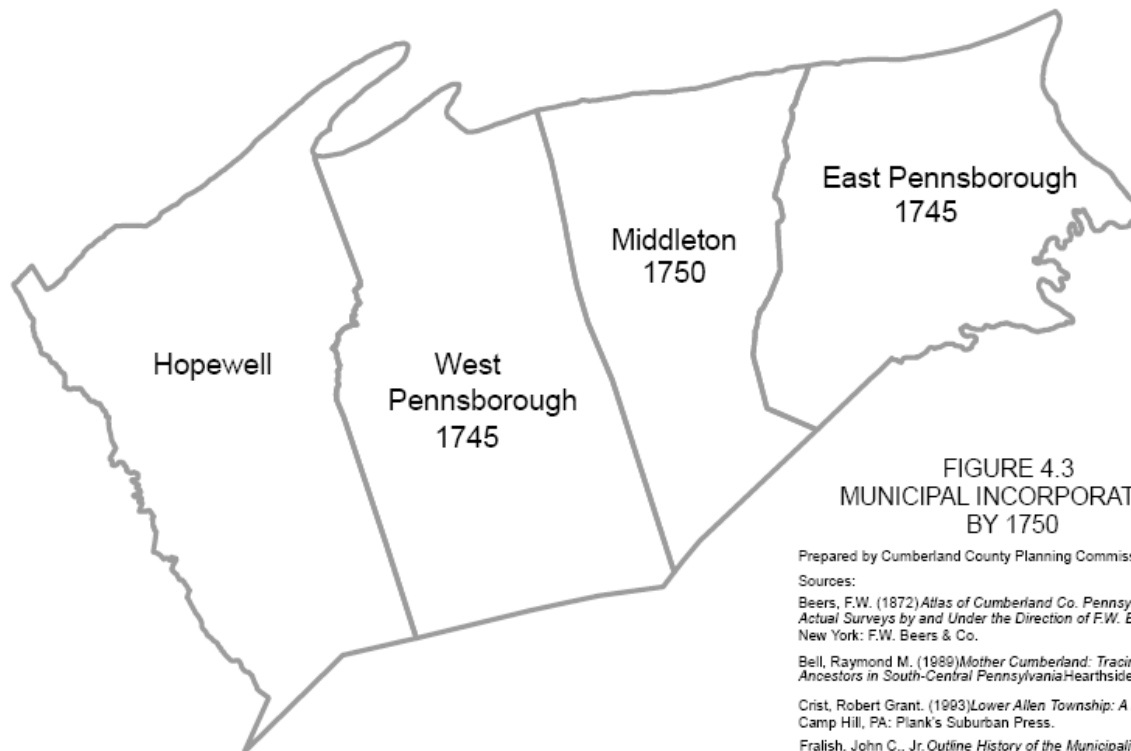 Hopewell
West
Pennsborough
1745
Middleton
1750
East Pennsborough
1745
FIGURE 4.3
MUNICIPAL INCORPORAT
BY 1750
Prepared by Cumberland County Planning Commiss
Sources:
Beers, F.W. (1872) Atlas of Cumberland Co. Pennsy
Actual Surveys by and Under the Direction of F.W. B
New York: F.W. Beers & Co.
Bell, Raymond M. (1989) Mother Cumberland: Tracin
Ancestors in South-Central Pennsylvania Hearthside
Crist, Robert Grant. (1993) Lower Allen Township: A
Camp Hill, PA: Plank's Suburban Press.
Fralish, John C., Jr. Outline History of the Municipali